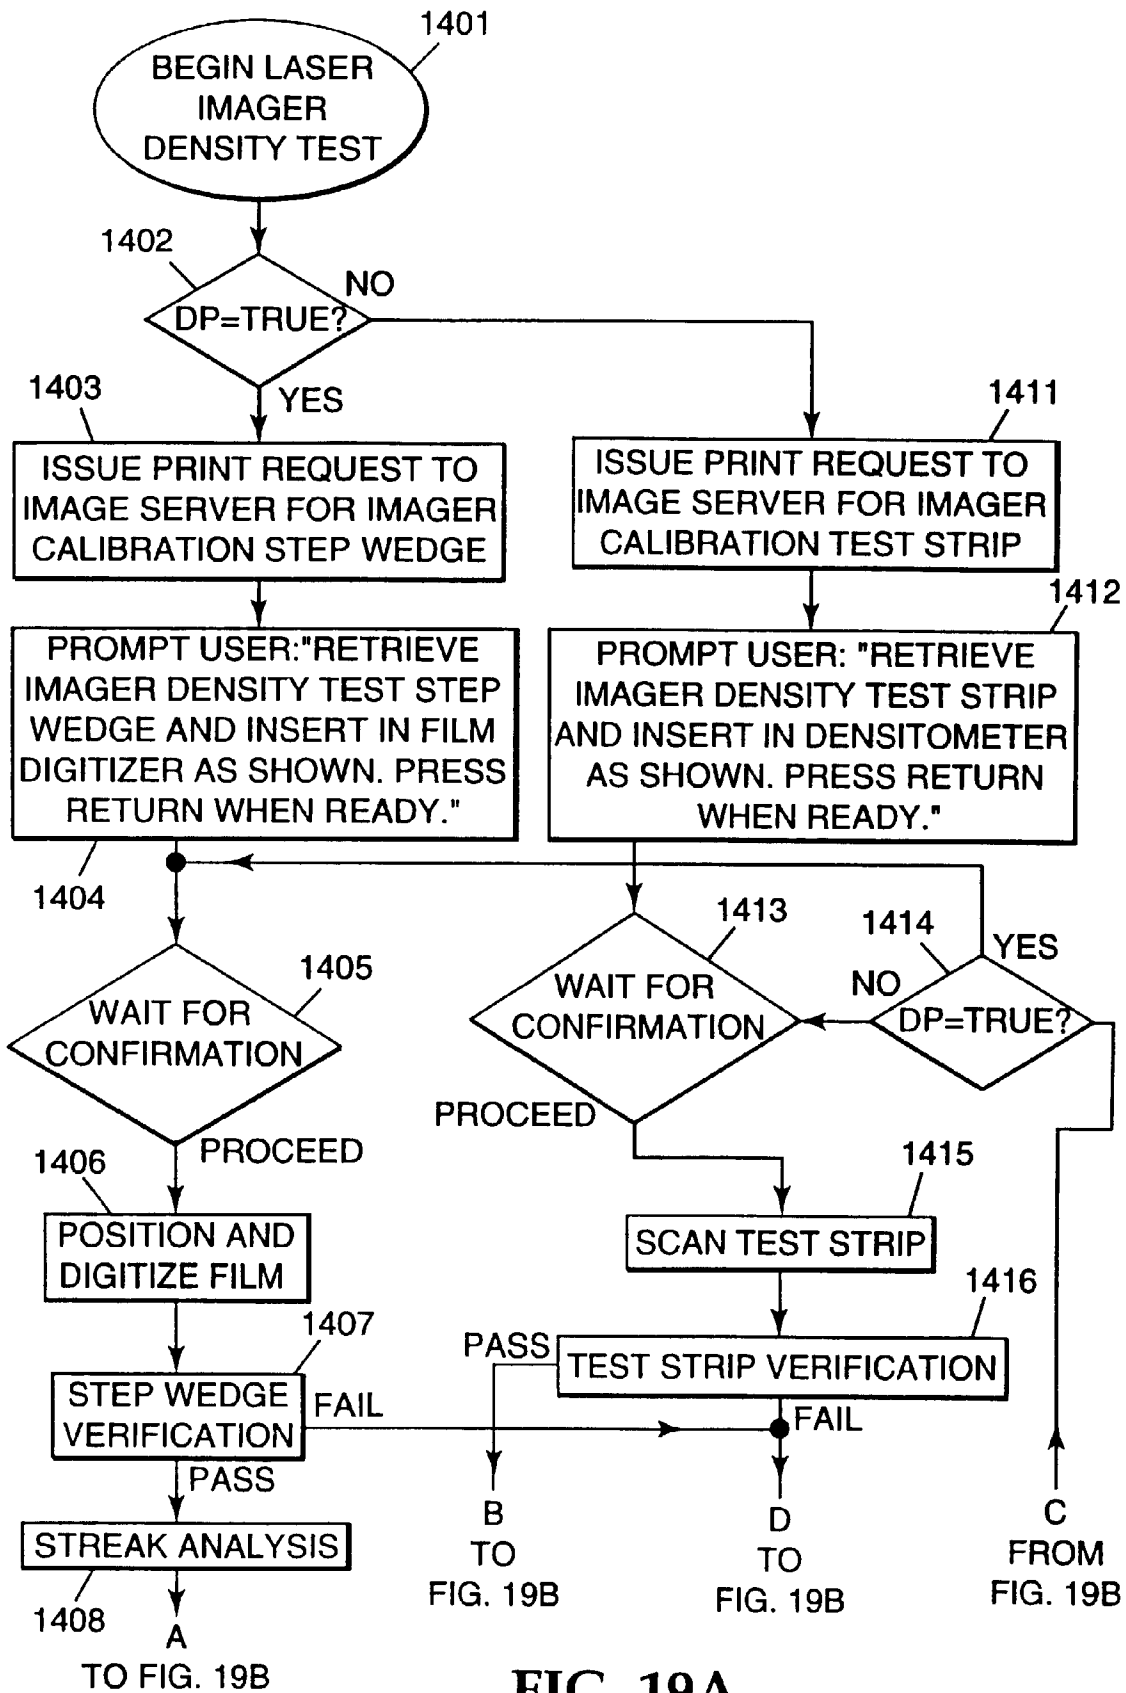 1401
BEGIN LASER
IMAGER
DENSITY TEST
1402
NO
DP=TRUE?
YES
1403
ISSUE PRINT REQUEST TO
IMAGE SERVER FOR IMAGER
CALIBRATION STEP WEDGE
1411
ISSUE PRINT REQUEST TO
IMAGE SERVER FOR IMAGER
CALIBRATION TEST STRIP
PROMPT USER:"RETRIEVE
IMAGER DENSITY TEST STEP
WEDGE AND INSERT IN FILM
DIGITIZER AS SHOWN. PRESS
RETURN WHEN READY."
1404
1412
PROMPT USER: "RETRIEVE
IMAGER DENSITY TEST STRIP
AND INSERT IN DENSITOMETER
AS SHOWN. PRESS RETURN
WHEN READY."
1405
WAIT FOR
CONFIRMATION
PROCEED
1413
WAIT FOR
CONFIRMATION
PROCEED
1414
YES
NO
DP=TRUE?
1406
POSITION AND
DIGITIZE FILM
1415
SCAN TEST STRIP
1407
STEP WEDGE
VERIFICATION
FAIL
PASS
1416
PASS
TEST STRIP VERIFICATION
FAIL
STREAK ANALYSIS
1408
A
TO FIG. 19B
B
TO
FIG. 19B
D
TO
FIG. 19B
C
FROM
FIG. 19B
FIG. 19A